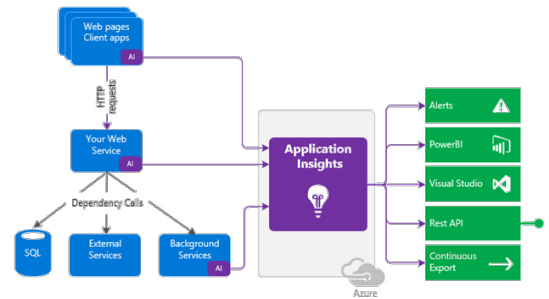 Web pages
Client apps
AI
HTTP
requests
Your Web
Service
AI
Dependency Calls
SQL
External
Services
Background
Services
AI
Application
Insights
Azure
Alerts
PowerBI
Visual Studio
Rest API
Continuous
Export